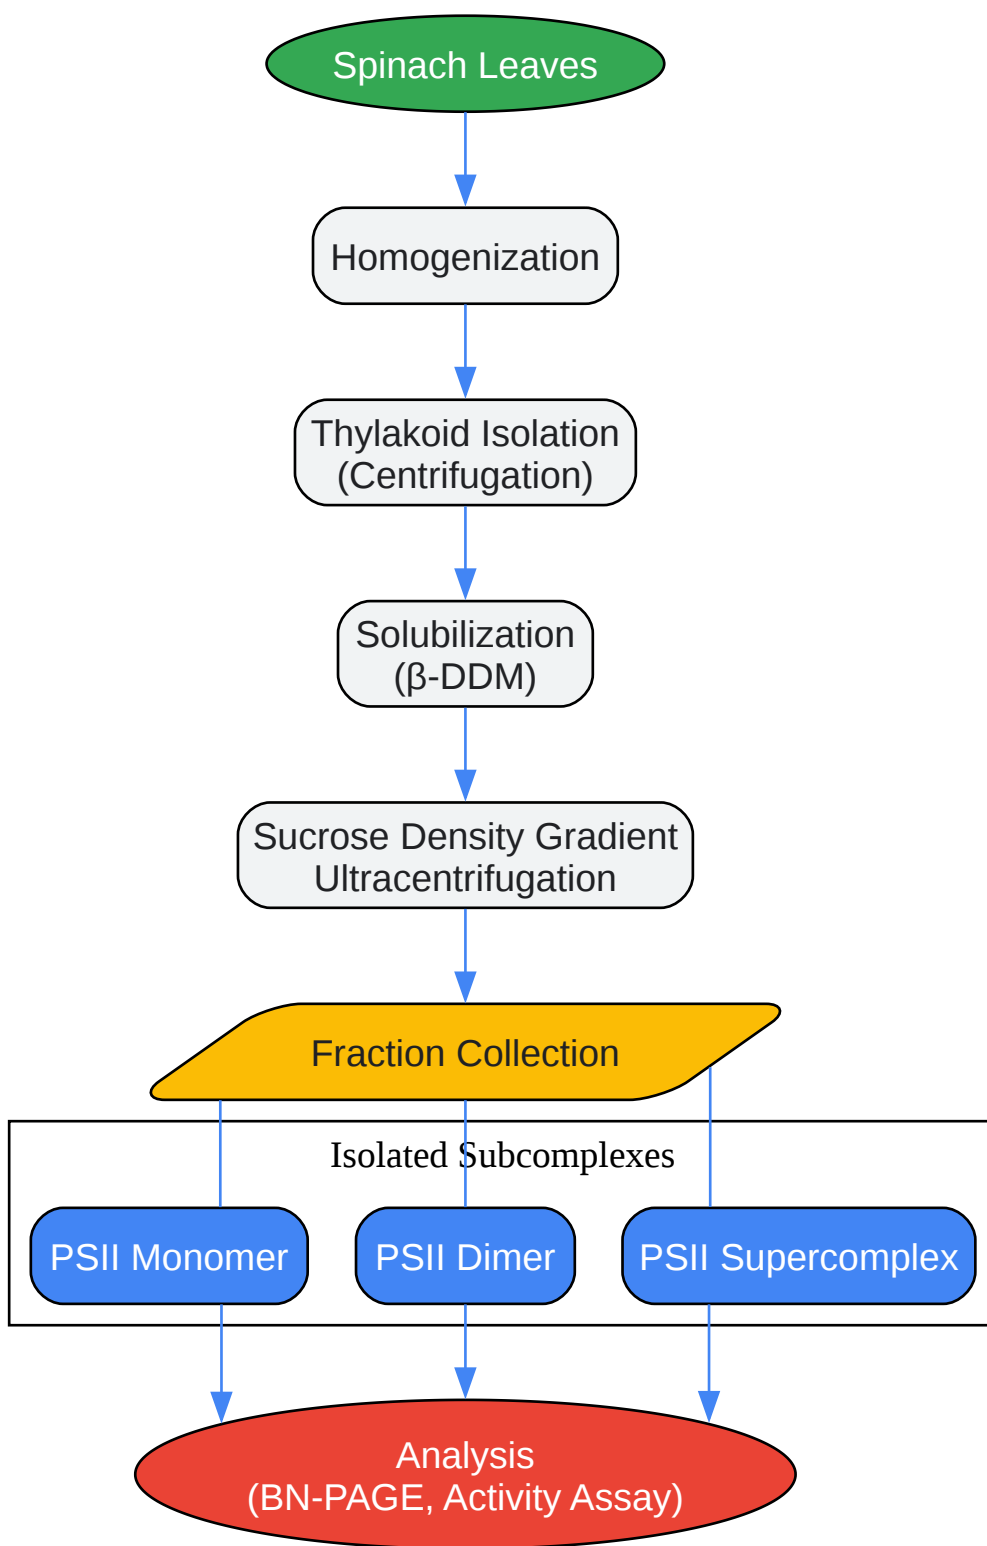 Spinach Leaves
Homogenization
Thylakoid Isolation
(Centrifugation)
Solubilization
(β-DDM)
Sucrose Density Gradient
Ultracentrifugation
Fraction Collection
Isolated Subcomplexes
PSII Monomer
PSII Dimer
PSII Supercomplex
Analysis
(BN-PAGE, Activity Assay)